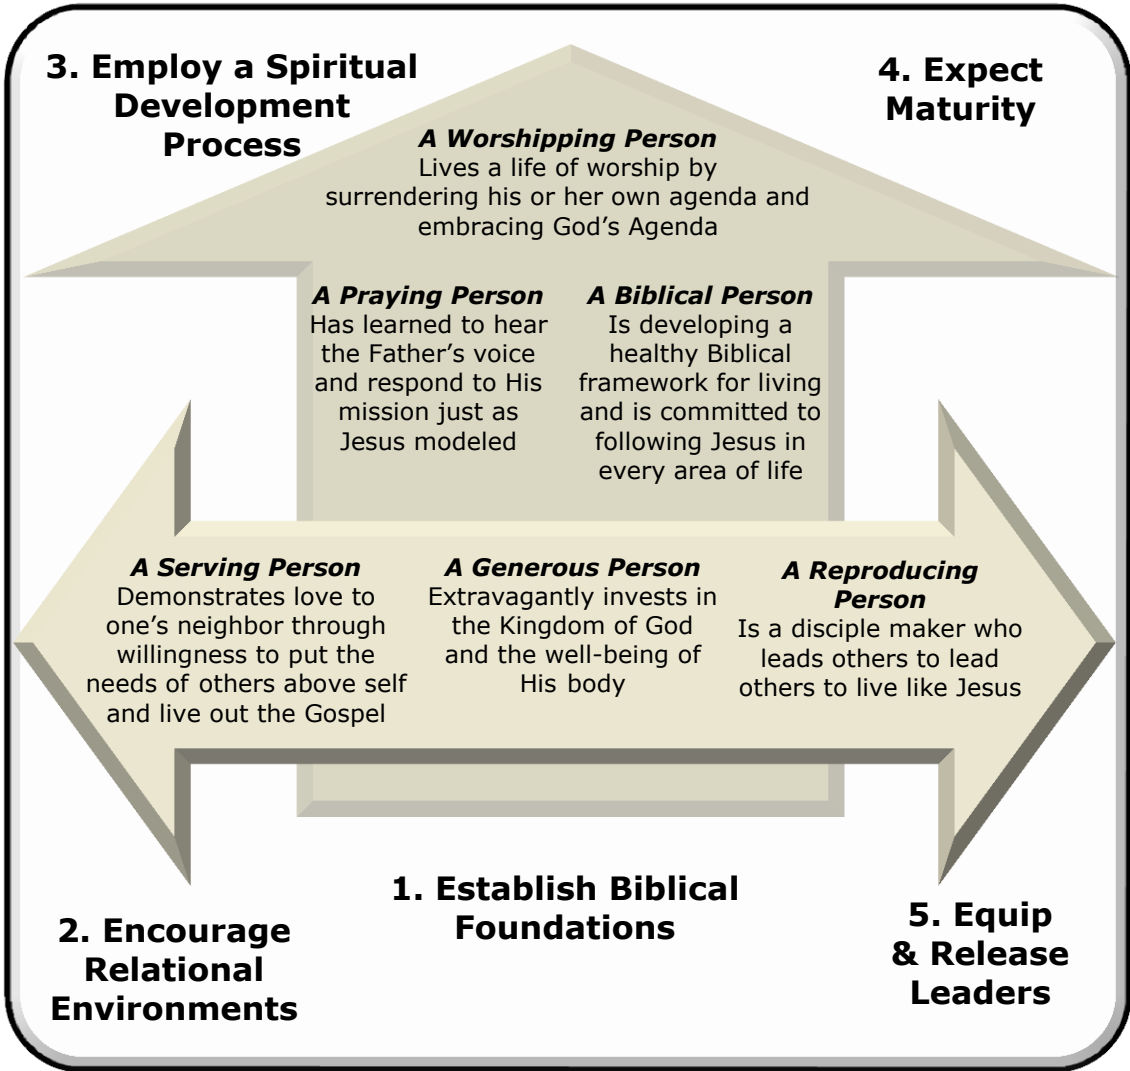 3. Employ a Spiritual
Development
Process
4. Expect
Maturity
A Worshipping Person
Lives a life of worship by
surrendering his or her own agenda and
embracing God’s Agenda
A Praying Person
Has learned to hear
the Father’s voice
and respond to His
mission just as
Jesus modeled
A Biblical Person
Is developing a
healthy Biblical
framework for living
and is committed to
following Jesus in
every area of life
A Serving Person
Demonstrates love to
one’s neighbor through
willingness to put the
needs of others above self
and live out the Gospel
A Generous Person
Extravagantly invests in
the Kingdom of God
and the well-being of
His body
A Reproducing
Person
Is a disciple maker who
leads others to lead
others to live like Jesus
1. Establish Biblical
Foundations
2. Encourage
Relational
Environments
5. Equip
& Release
Leaders